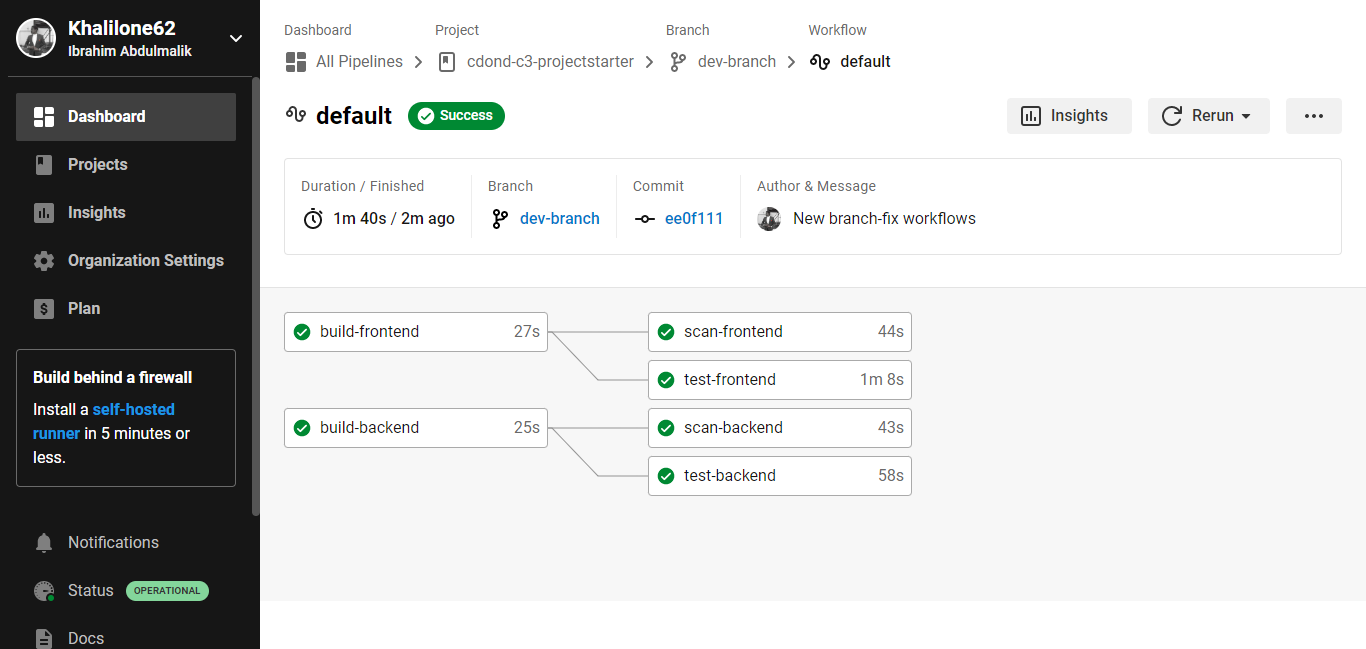 Khalilone62
Ibrahim Abdulmalik
Dashboard
Projects
Insights
Organization Settings
Plan
Build behind a firewall
Install a self-hosted
runner in 5 minutes or
less.
Notifications
Status OPERATIONAL
Docs
Dashboard Project Branch Workflow
All Pipelines cdond-c3-projectstarter dev-branch default
default Success Insights Rerun
Duration / Finished Branch Commit Author & Message
1m 40s / 2m ago dev-branch ee0f111 New branch-fix workflows
build-frontend 27s scan-frontend 44s
test-frontend 1m 8s
build-backend 25s scan-backend 43s
test-backend 58s